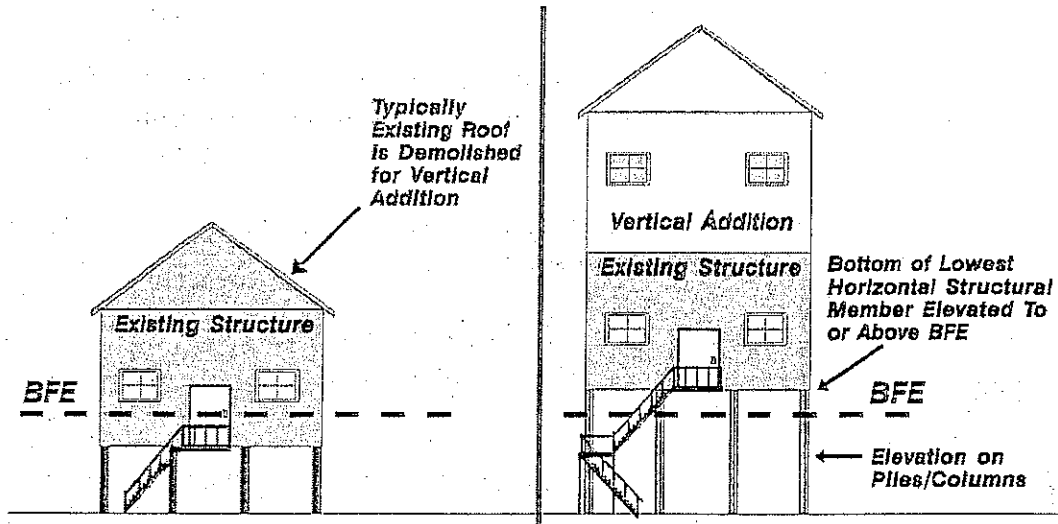 Typically
Existing Roof
is Demolished
for Vertical
Addition
Existing Structure
BFE
Vertical Addition
Existing Structure
Bottom of Lowest
Horizontal Structural
Member Elevated To
or Above BFE
BFE
Elevation on
Piles/Columns